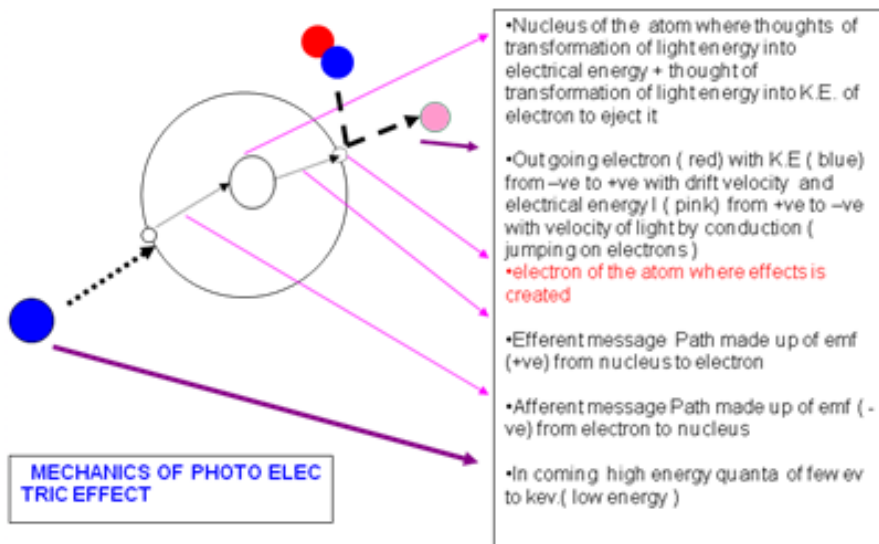 •Nucleus of the atom where thoughts of
transformation of light energy into
electrical energy + thought of
transformation of light energy into K.E. of
electron to eject it
•Out going electron ( red) with K.E ( blue)
from –ve to +ve with drift velocity and
electrical energy I ( pink) from +ve to –ve
with velocity of light by conduction (
jumping on electrons )
•electron of the atom where effects is
created
•Efferent message Path made up of emf
(+ve) from nucleus to electron
•Afferent message Path made up of emf ( -
ve) from electron to nucleus
•In coming high energy quanta of few ev
to kev.( low energy )
MECHANICS OF PHOTO ELEC
TRIC EFFECT